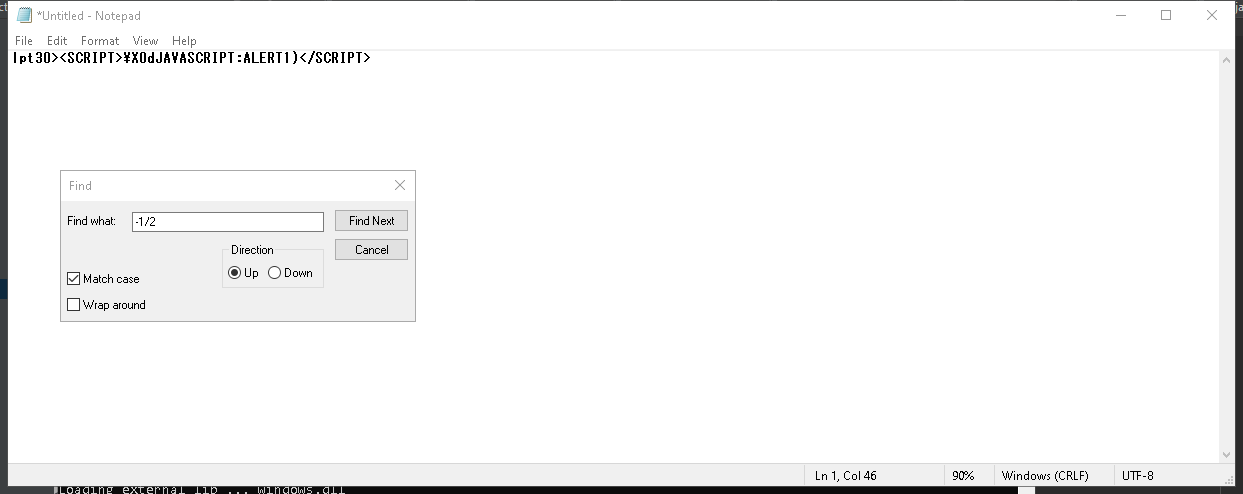 *Untitled - Notepad
File Edit Format View Help
lpt30><SCRIPT>¥X0dJAVASCRIPT:ALERT1)</SCRIPT>
Find
Find what: -1/2 Find Next
Direction Cancel
Up Down
Match case
Wrap around
Ln 1, Col 46 90% Windows (CRLF) UTF-8
Loading external lib ... windows.dll